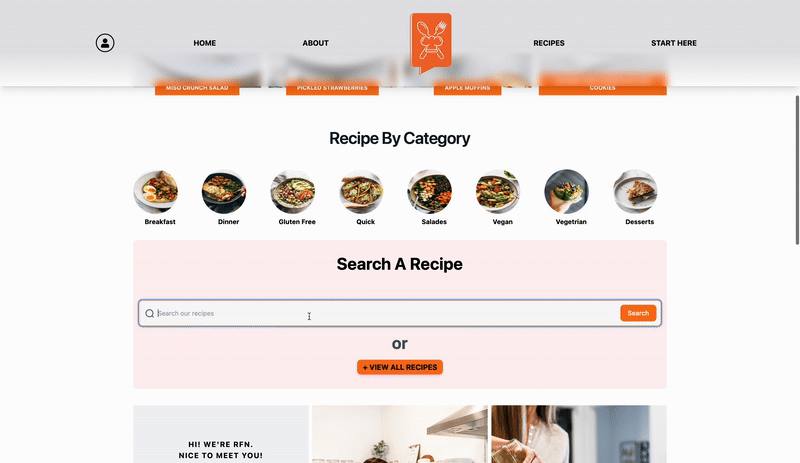 HOME
ABOUT
RECIPES
START HERE
MISO CRUNCH SALAD
PICKLED STRAWBERRIES
APPLE MUFFINS
COOKIES
Recipe By Category
Breakfast
Dinner
Gluten Free
Quick
Salades
Vegan
Vegetrian
Desserts
Search A Recipe
Search our recipes
Search
or
+ VIEW ALL RECIPES
HI! WE'RE RFN.
NICE TO MEET YOU!